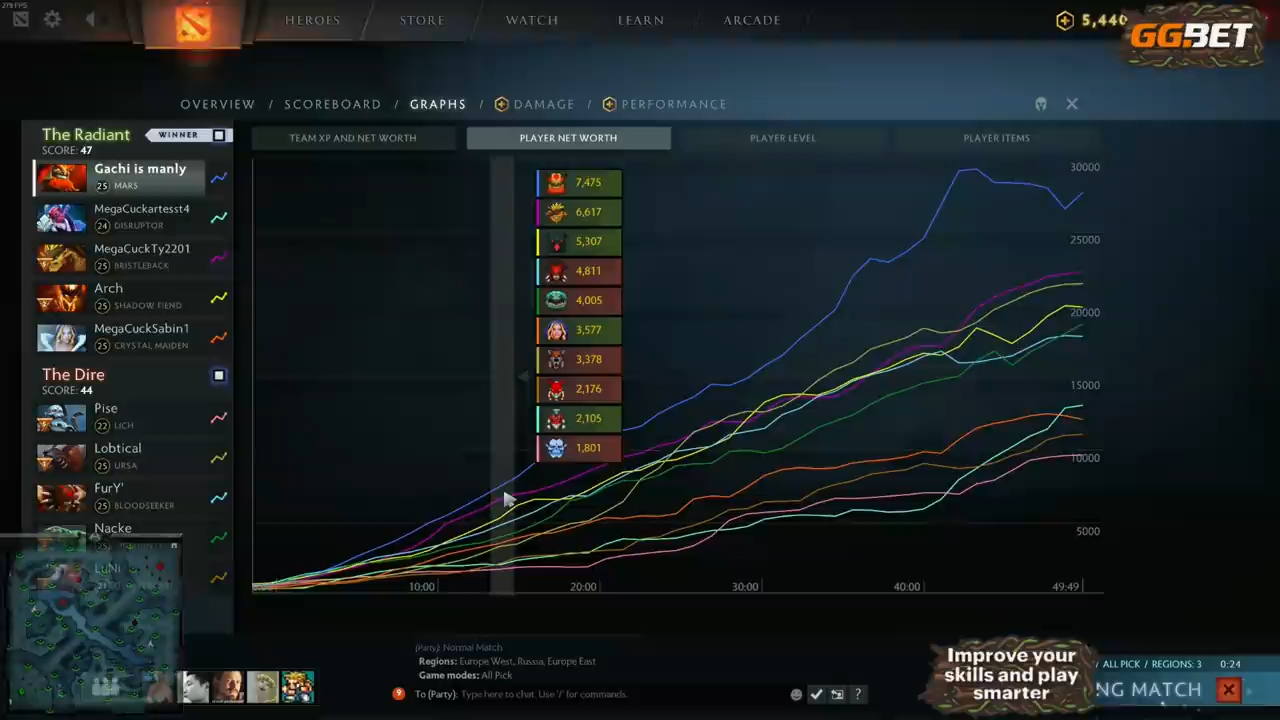 279 FPS
HEROES
STORE
WATCH
LEARN
ARCADE
5,440
GG.BET
OVERVIEW / SCOREBOARD / GRAPHS / DAMAGE / PERFORMANCE
The Radiant
WINNER
SCORE: 47
TEAM XP AND NET WORTH
PLAYER NET WORTH
PLAYER LEVEL
PLAYER ITEMS
Gachi is manly
25 MARS
MegaCuckartesst4
24 DISRUPTOR
MegaCuckTy2201
25 BRISTLEBACK
Arch
25 SHADOW FIEND
MegaCuckSabin1
25 CRYSTAL MAIDEN
The Dire
SCORE: 44
Pise
22 LICH
Lobtical
25 URSA
FurY'
25 BLOODSEEKER
Nacke
LuNi
7,475
6,617
5,307
4,811
4,005
3,577
3,378
2,176
2,105
1,801
30000
25000
20000
15000
10000
5000
10:00
20:00
30:00
40:00
49:49
(Party) Normal Match
Regions: Europe West, Russia, Europe East
Game modes: All Pick
9
To (Party): Type here to chat. Use '/' for commands.
?
Improve your
skills and play
smarter
/ ALL PICK / REGIONS: 3
0:24
NG MATCH